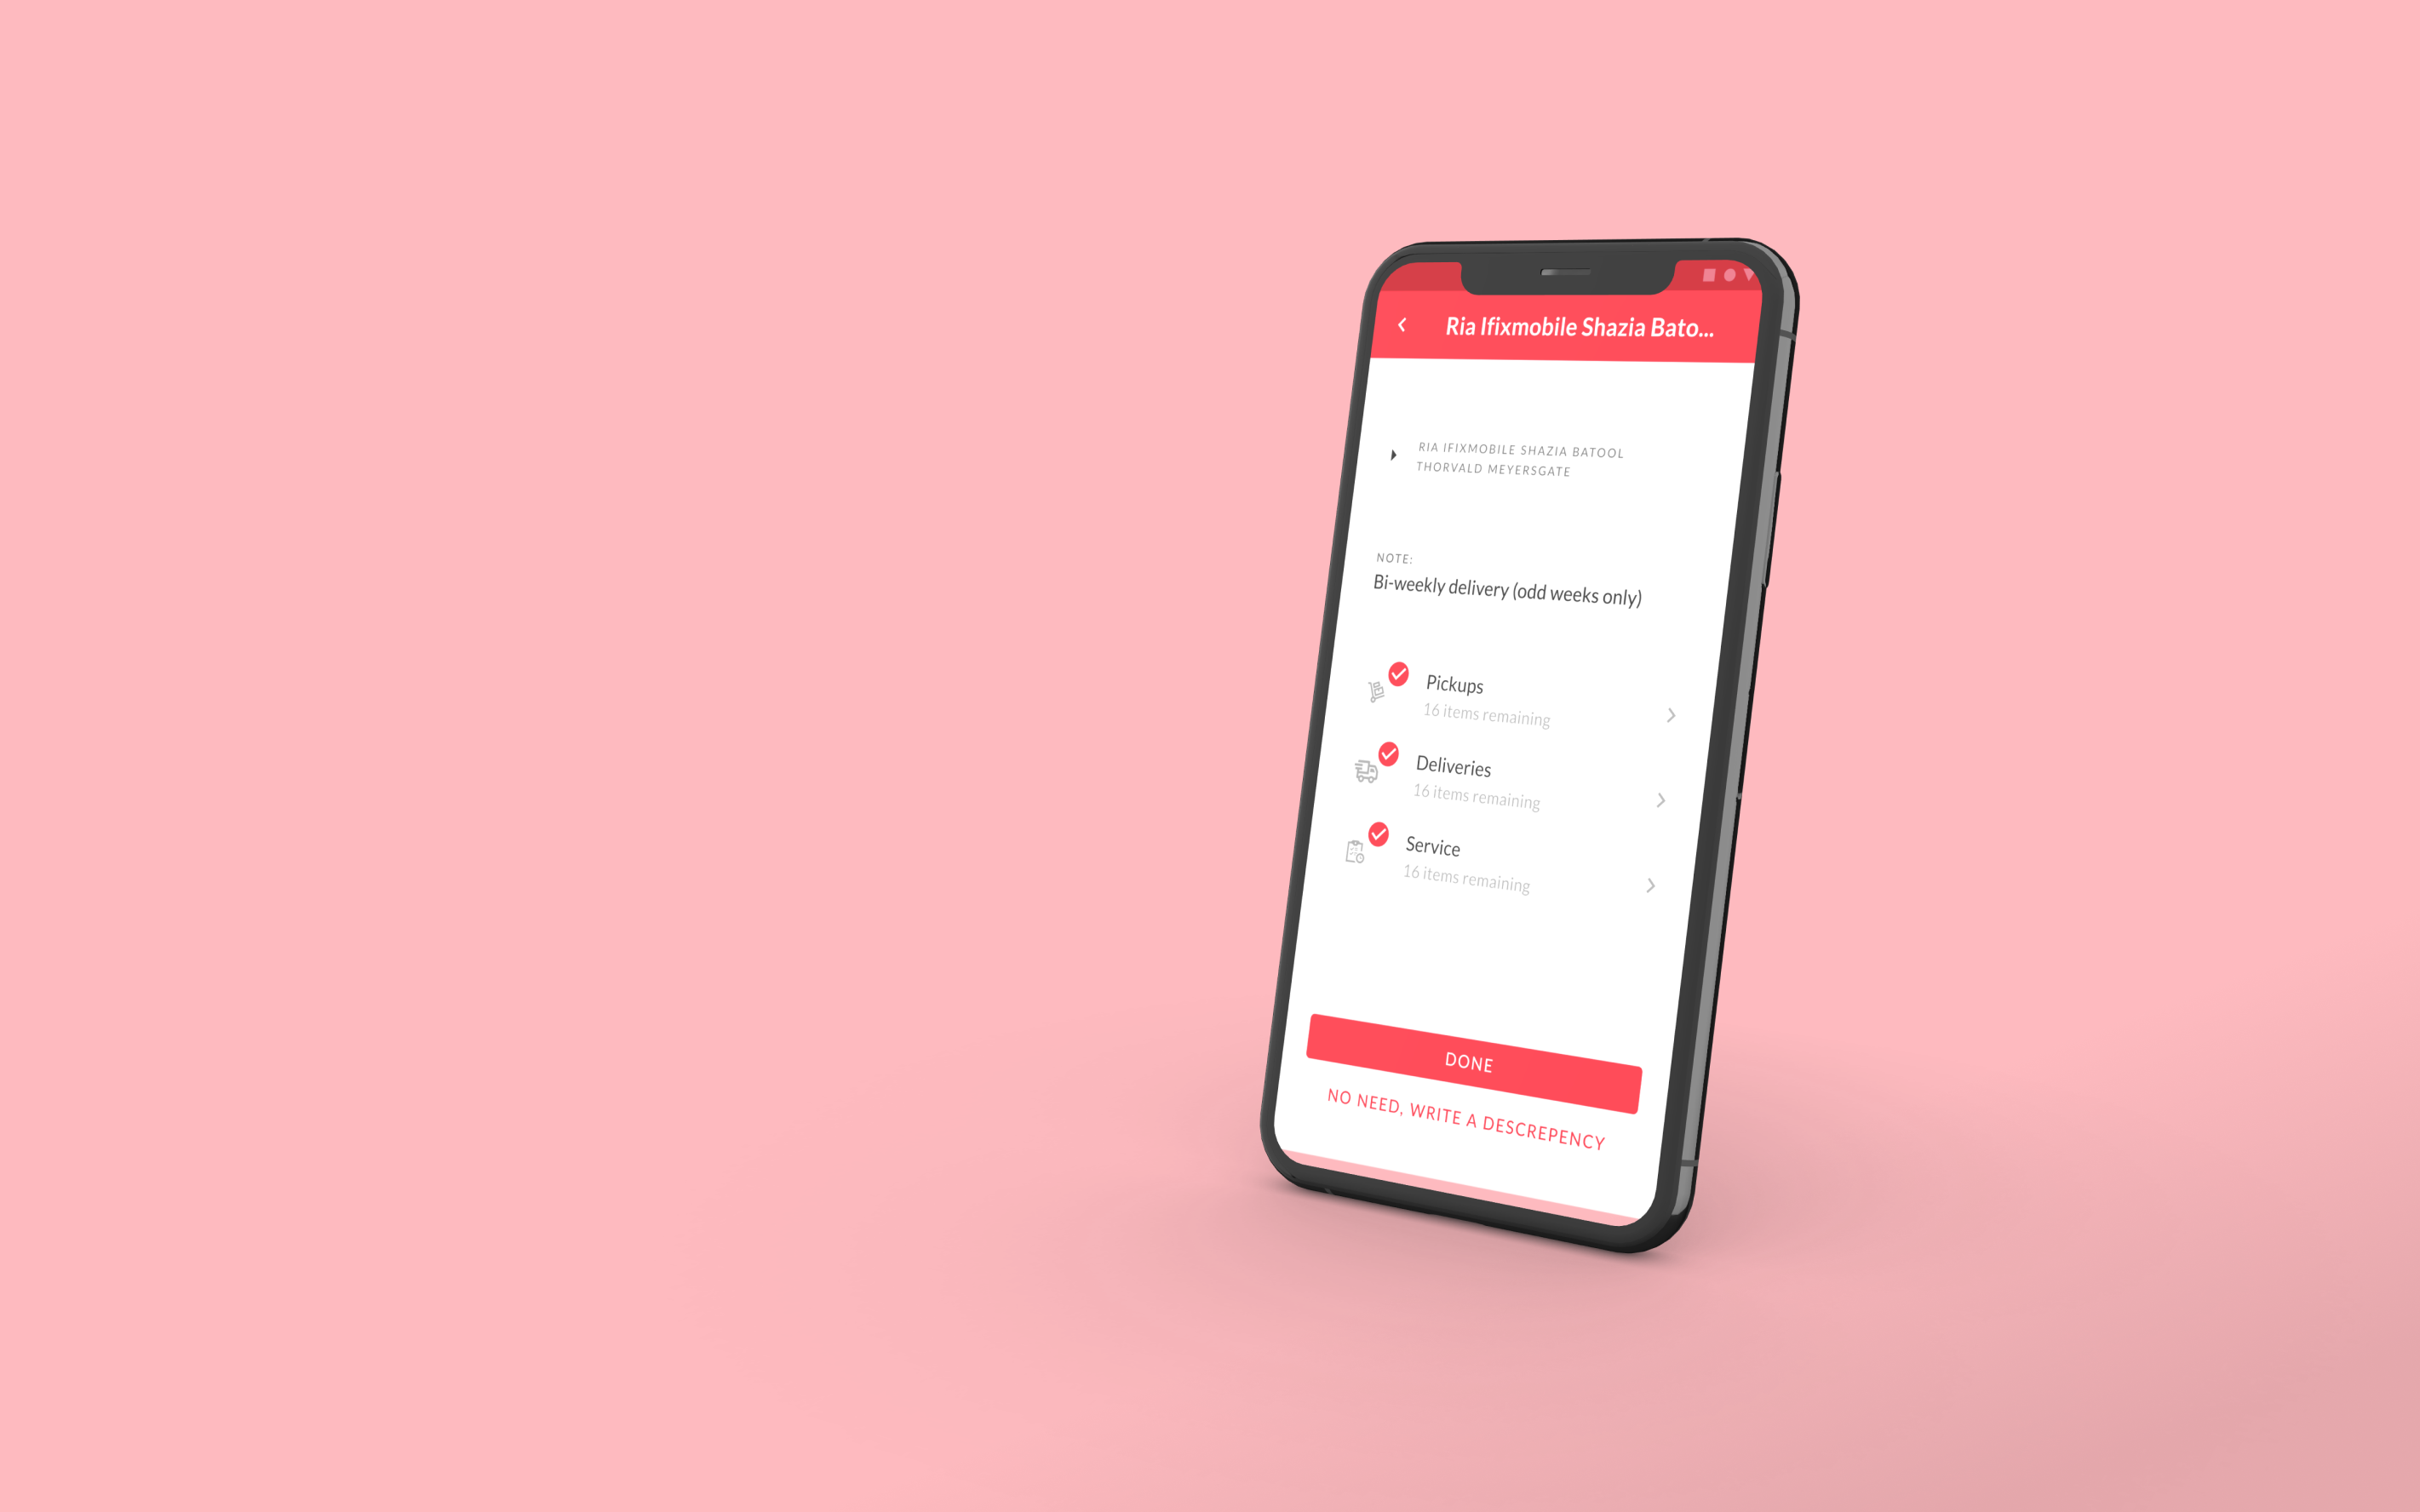 Ria Ifixmobile Shazia Bato...
RIA IFIXMOBILE SHAZIA BATOOL
THORVALD MEYERSGATE
NOTE:
Bi-weekly delivery (odd weeks only)
Pickups
16 items remaining
Deliveries
16 items remaining
Service
16 items remaining
DONE
NO NEED, WRITE A DESCREPENCY